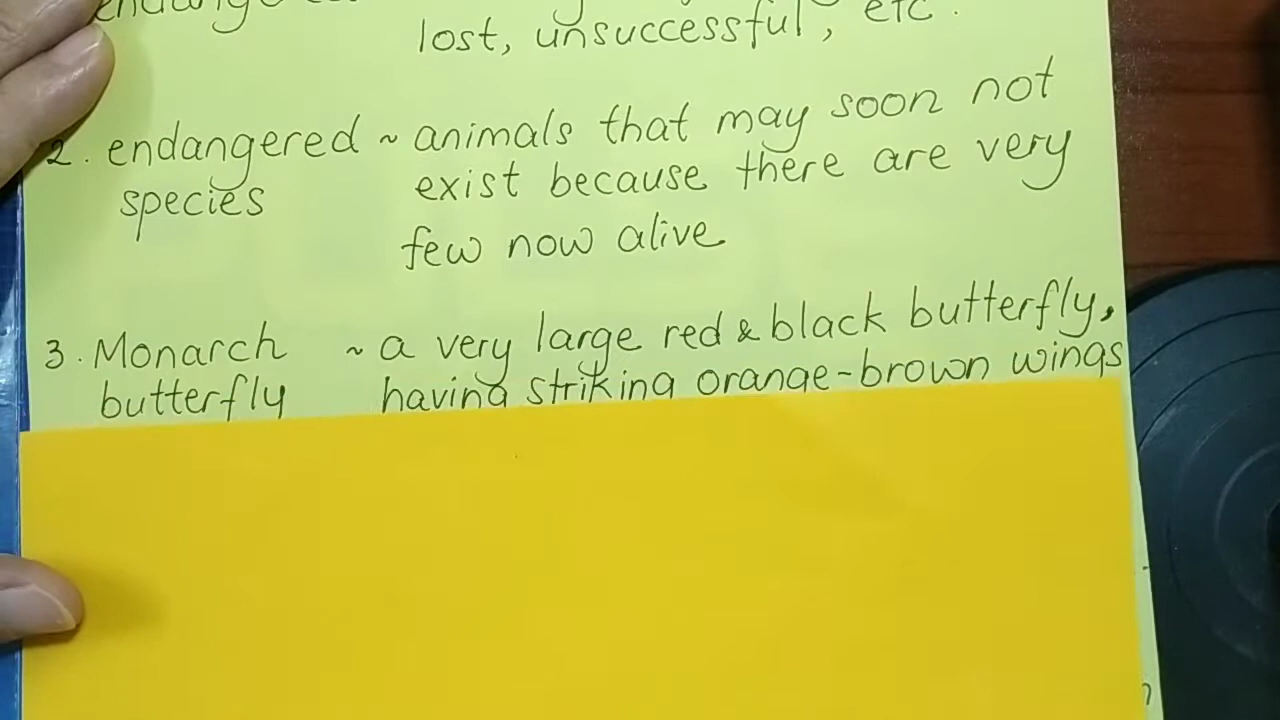 lost, unsuccessful, etc.
2. endangered ~ animals that may soon not
species exist because there are very
few now alive
3. Monarch ~ a very large red & black butterfly,
butterfly having striking orange-brown wings